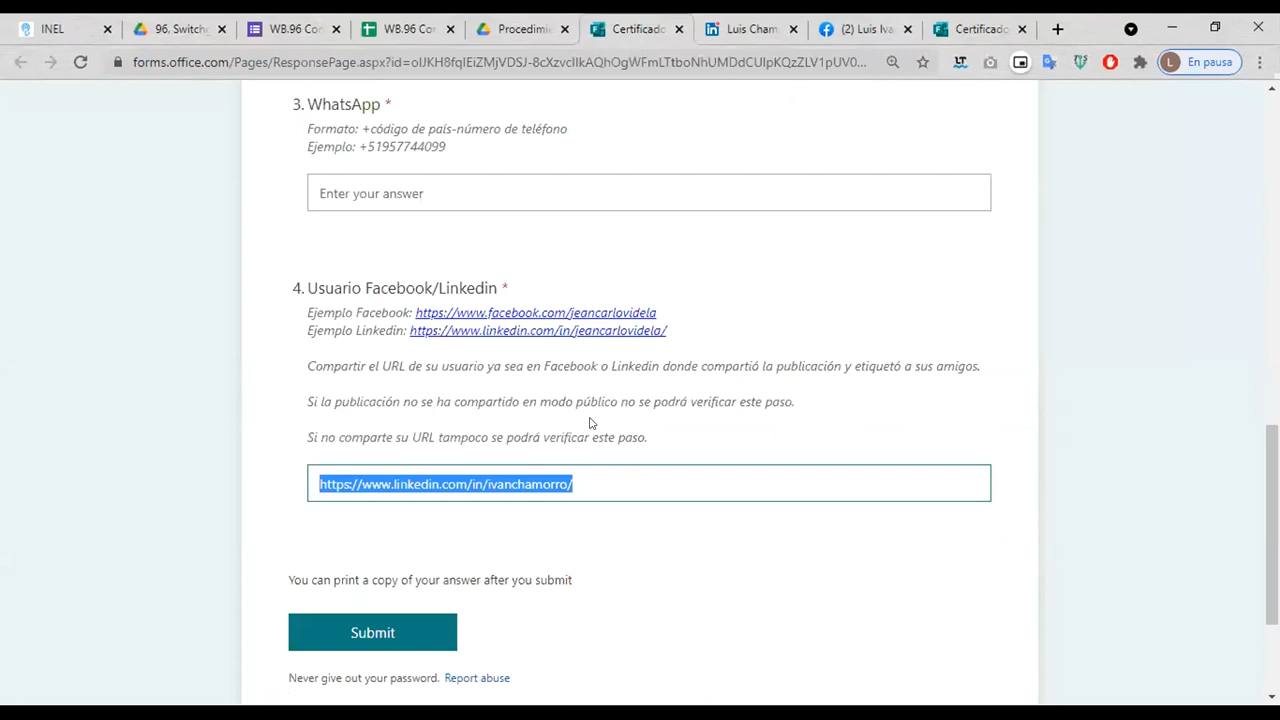 INEL
96, Switchg
WB.96 Con
WB.96 Con
Procedimi
Certificado
Luis Cham
(2) Luis Iva
Certificado
forms.office.com/Pages/ResponsePage.aspx?
En pausa
3. WhatsApp *
Formato: +código de país-número de teléfono
Ejemplo: +51957744099
Enter your answer
4. Usuario Facebook/Linkedin *
Ejemplo Facebook: https://www.facebook.com/jeancarlovidela
Ejemplo Linkedin: https://www.linkedin.com/in/jeancarlovidela/
Compartir el URL de su usuario ya sea en Facebook o Linkedin donde compartió la publicación y etiquetó a sus amigos.
Si la publicación no se ha compartido en modo público no se podrá verificar este paso.
Si no comparte su URL tampoco se podrá verificar este paso.
https://www.linkedin.com/in/ivanchamorro/
You can print a copy of your answer after you submit
Submit
Never give out your password. Report abuse